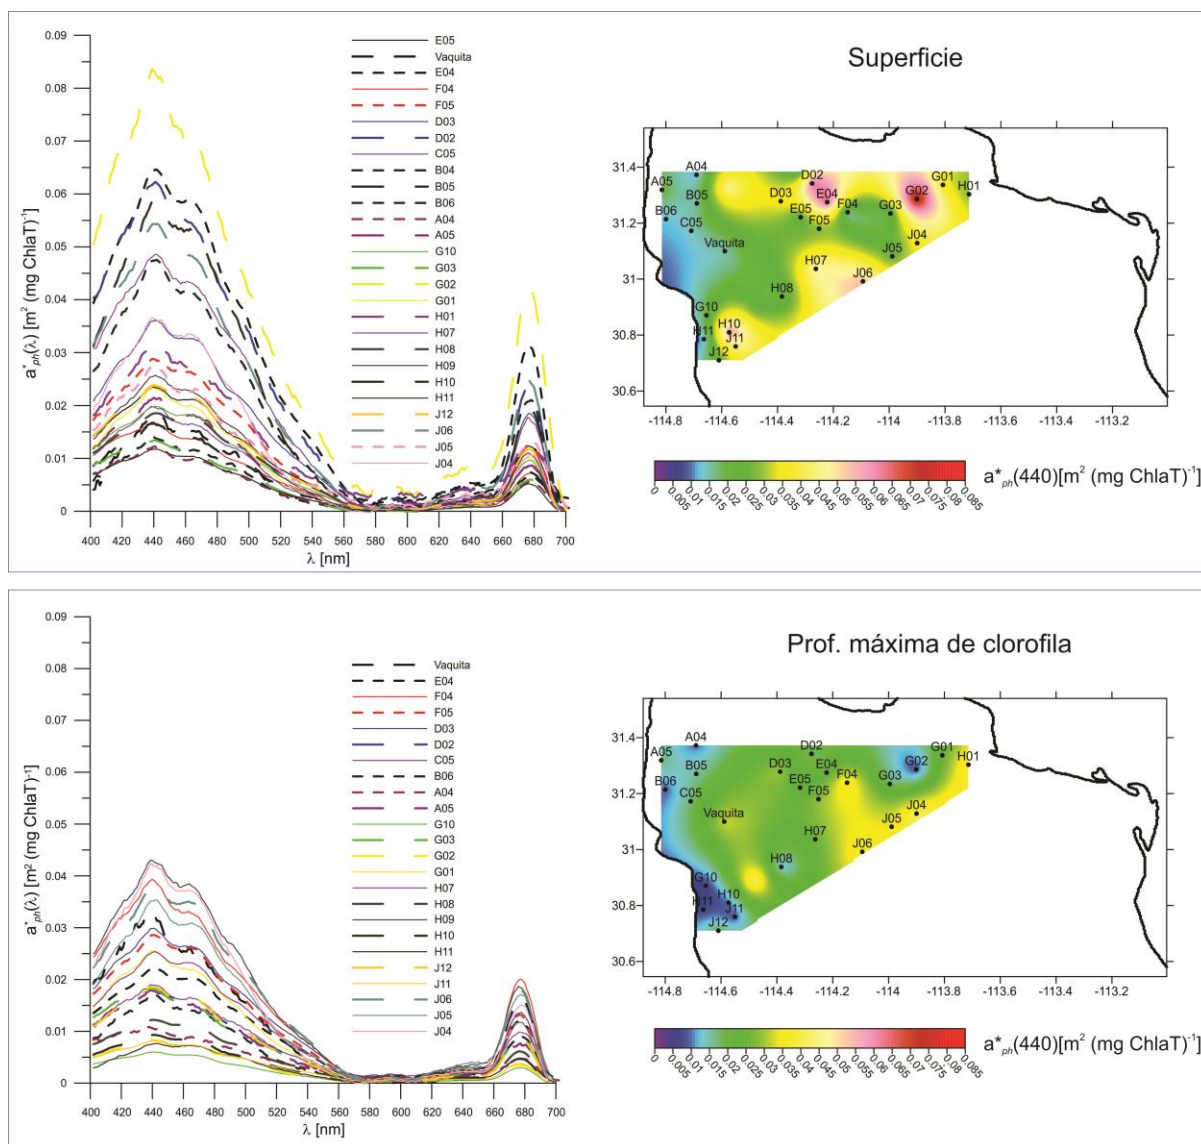 0.09
0.08
0.07
0.06
0.05
0.04
0.03
0.02
0.01
0
a*ph(λ) [m² (mg ChlaT)⁻¹]
400 420 440 460 480 500 520 540 560 580 600 620 640 660 680 700
λ [nm]
E05
Vaquita
E04
F04
F05
D03
D02
C05
B04
B05
B06
A04
A05
G10
G03
G02
G01
H01
H07
H08
H09
H10
H11
J12
J06
J05
J04
Superficie
31.4
31.2
31
30.8
30.6
A04
A05
B05
B06
C05
Vaquita
D02
D03
E04
E05
F04
F05
G01
H01
G02
G03
J04
J05
H07
J06
H08
G10
H10
H11
J11
J12
-114.8 -114.6 -114.4 -114.2 -114 -113.8 -113.6 -113.4 -113.2
0 0.005 0.01 0.015 0.02 0.025 0.03 0.035 0.04 0.045 0.05 0.055 0.06 0.065 0.07 0.075 0.08 0.085
a*ph(440)[m² (mg ChlaT)⁻¹
0.09
0.08
0.07
0.06
0.05
0.04
0.03
0.02
0.01
0
a*ph(λ) [m² (mg ChlaT)⁻¹]
400 420 440 460 480 500 520 540 560 580 600 620 640 660 680 700
λ [nm]
Vaquita
E04
F04
F05
D03
D02
C05
B06
A04
A05
G10
G03
G02
G01
H07
H08
H09
H10
H11
J12
J11
J06
J05
J04
Prof. máxima de clorofila
31.4
31.2
31
30.8
30.6
A04
A05
B05
B06
C05
Vaquita
D02
D03
E04
E05
F04
F05
G01
H01
G02
G03
J04
J05
H07
J06
H08
G10
H10
H11
J11
J12
-114.8 -114.6 -114.4 -114.2 -114 -113.8 -113.6 -113.4 -113.2
0 0.005 0.01 0.015 0.02 0.025 0.03 0.035 0.04 0.045 0.05 0.055 0.06 0.065 0.07 0.075 0.08 0.085
a*ph(440)[m² (mg ChlaT)⁻¹